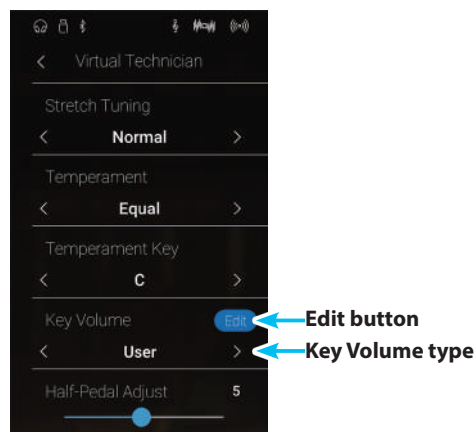 Virtual Technician
Stretch Tuning
Normal
Temperament
Equal
Temperament Key
C
Key Volume Edit
Edit button
User
Key Volume type
Half-Pedal Adjust 5